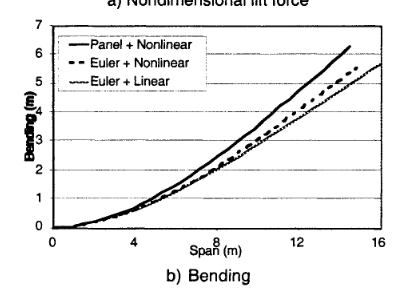 a) Nondimensional lift force
7
6
5
4
3
2
1
0
Bending (m)
Panel + Nonlinear
Euler + Nonlinear
Euler + Linear
0 4 8 12 16
Span (m)
b) Bending